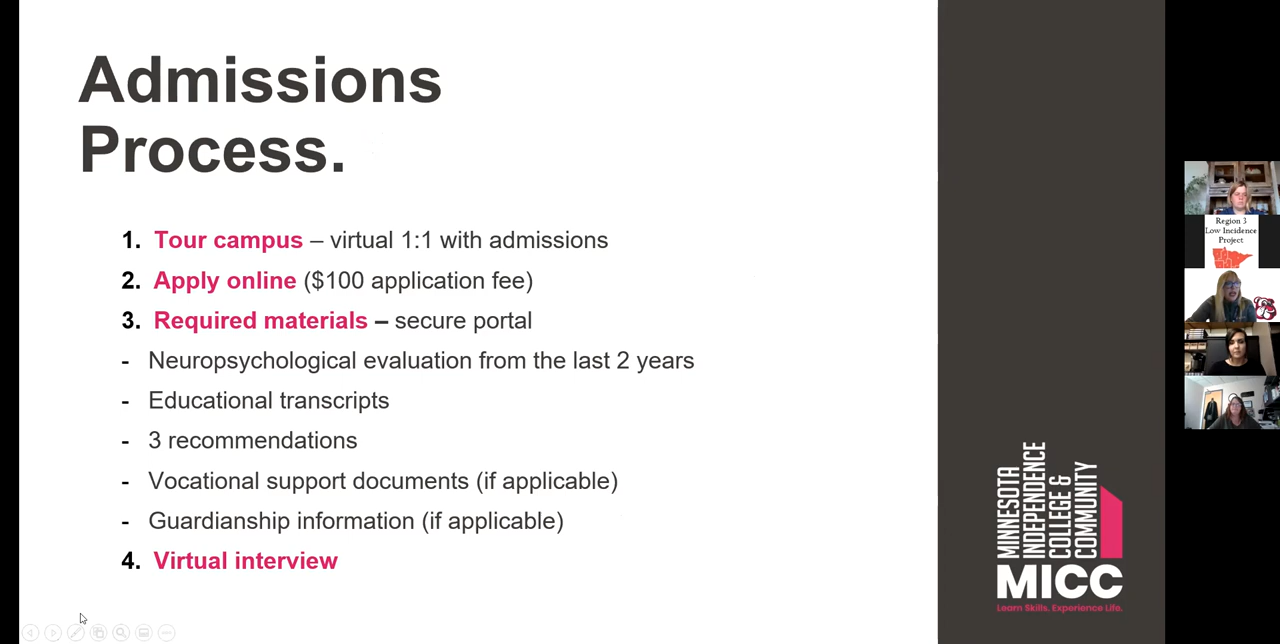 Admissions
Process.
1. Tour campus – virtual 1:1 with admissions
2. Apply online ($100 application fee)
3. Required materials – secure portal
- Neuropsychological evaluation from the last 2 years
- Educational transcripts
- 3 recommendations
- Vocational support documents (if applicable)
- Guardianship information (if applicable)
4. Virtual interview
MINNESOTA
INDEPENDENCE
COLLEGE &
COMMUNITY
MICC
Learn Skills. Experience Life.
Region 3
Low Incidence
Project